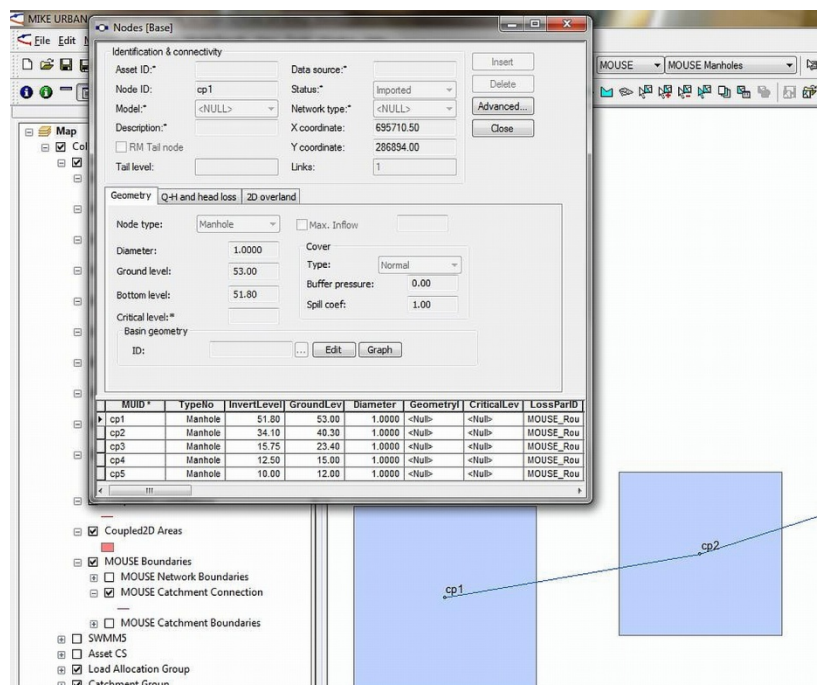 MIKE URBAN
Nodes [Base]
File Edit
Identification & connectivity
Asset ID:*
Data source:*
Insert
Node ID: cp1
Status:* Imported
Delete
Model:* <NULL>
Network type:* <NULL>
Advanced...
Description:*
X coordinate: 695710.50
Close
RM Tail node
Y coordinate: 286894.00
Tail level:
Links: 1
MOUSE MOUSE Manholes
Geometry Q-H and head loss 2D overland
Node type: Manhole
Max. Inflow
Diameter: 1.0000
Cover
Type: Normal
Ground level: 53.00
Buffer pressure: 0.00
Bottom level: 51.80
Spill coef: 1.00
Critical level:*
Basin geometry
ID: ... Edit Graph
MUID * TypeNo InvertLevel GroundLev Diameter GeometryI CriticalLev LossParID
cp1 Manhole 51.80 53.00 1.0000 <Null> <Null> MOUSE_Rou
cp2 Manhole 34.10 40.30 1.0000 <Null> <Null> MOUSE_Rou
cp3 Manhole 15.75 23.40 1.0000 <Null> <Null> MOUSE_Rou
cp4 Manhole 12.50 15.00 1.0000 <Null> <Null> MOUSE_Rou
cp5 Manhole 10.00 12.00 1.0000 <Null> <Null> MOUSE_Rou
Map
Coupled2D Areas
MOUSE Boundaries
MOUSE Network Boundaries
MOUSE Catchment Connection
MOUSE Catchment Boundaries
SWMM5
Asset CS
Load Allocation Group
Catchment Group
cp1
cp2